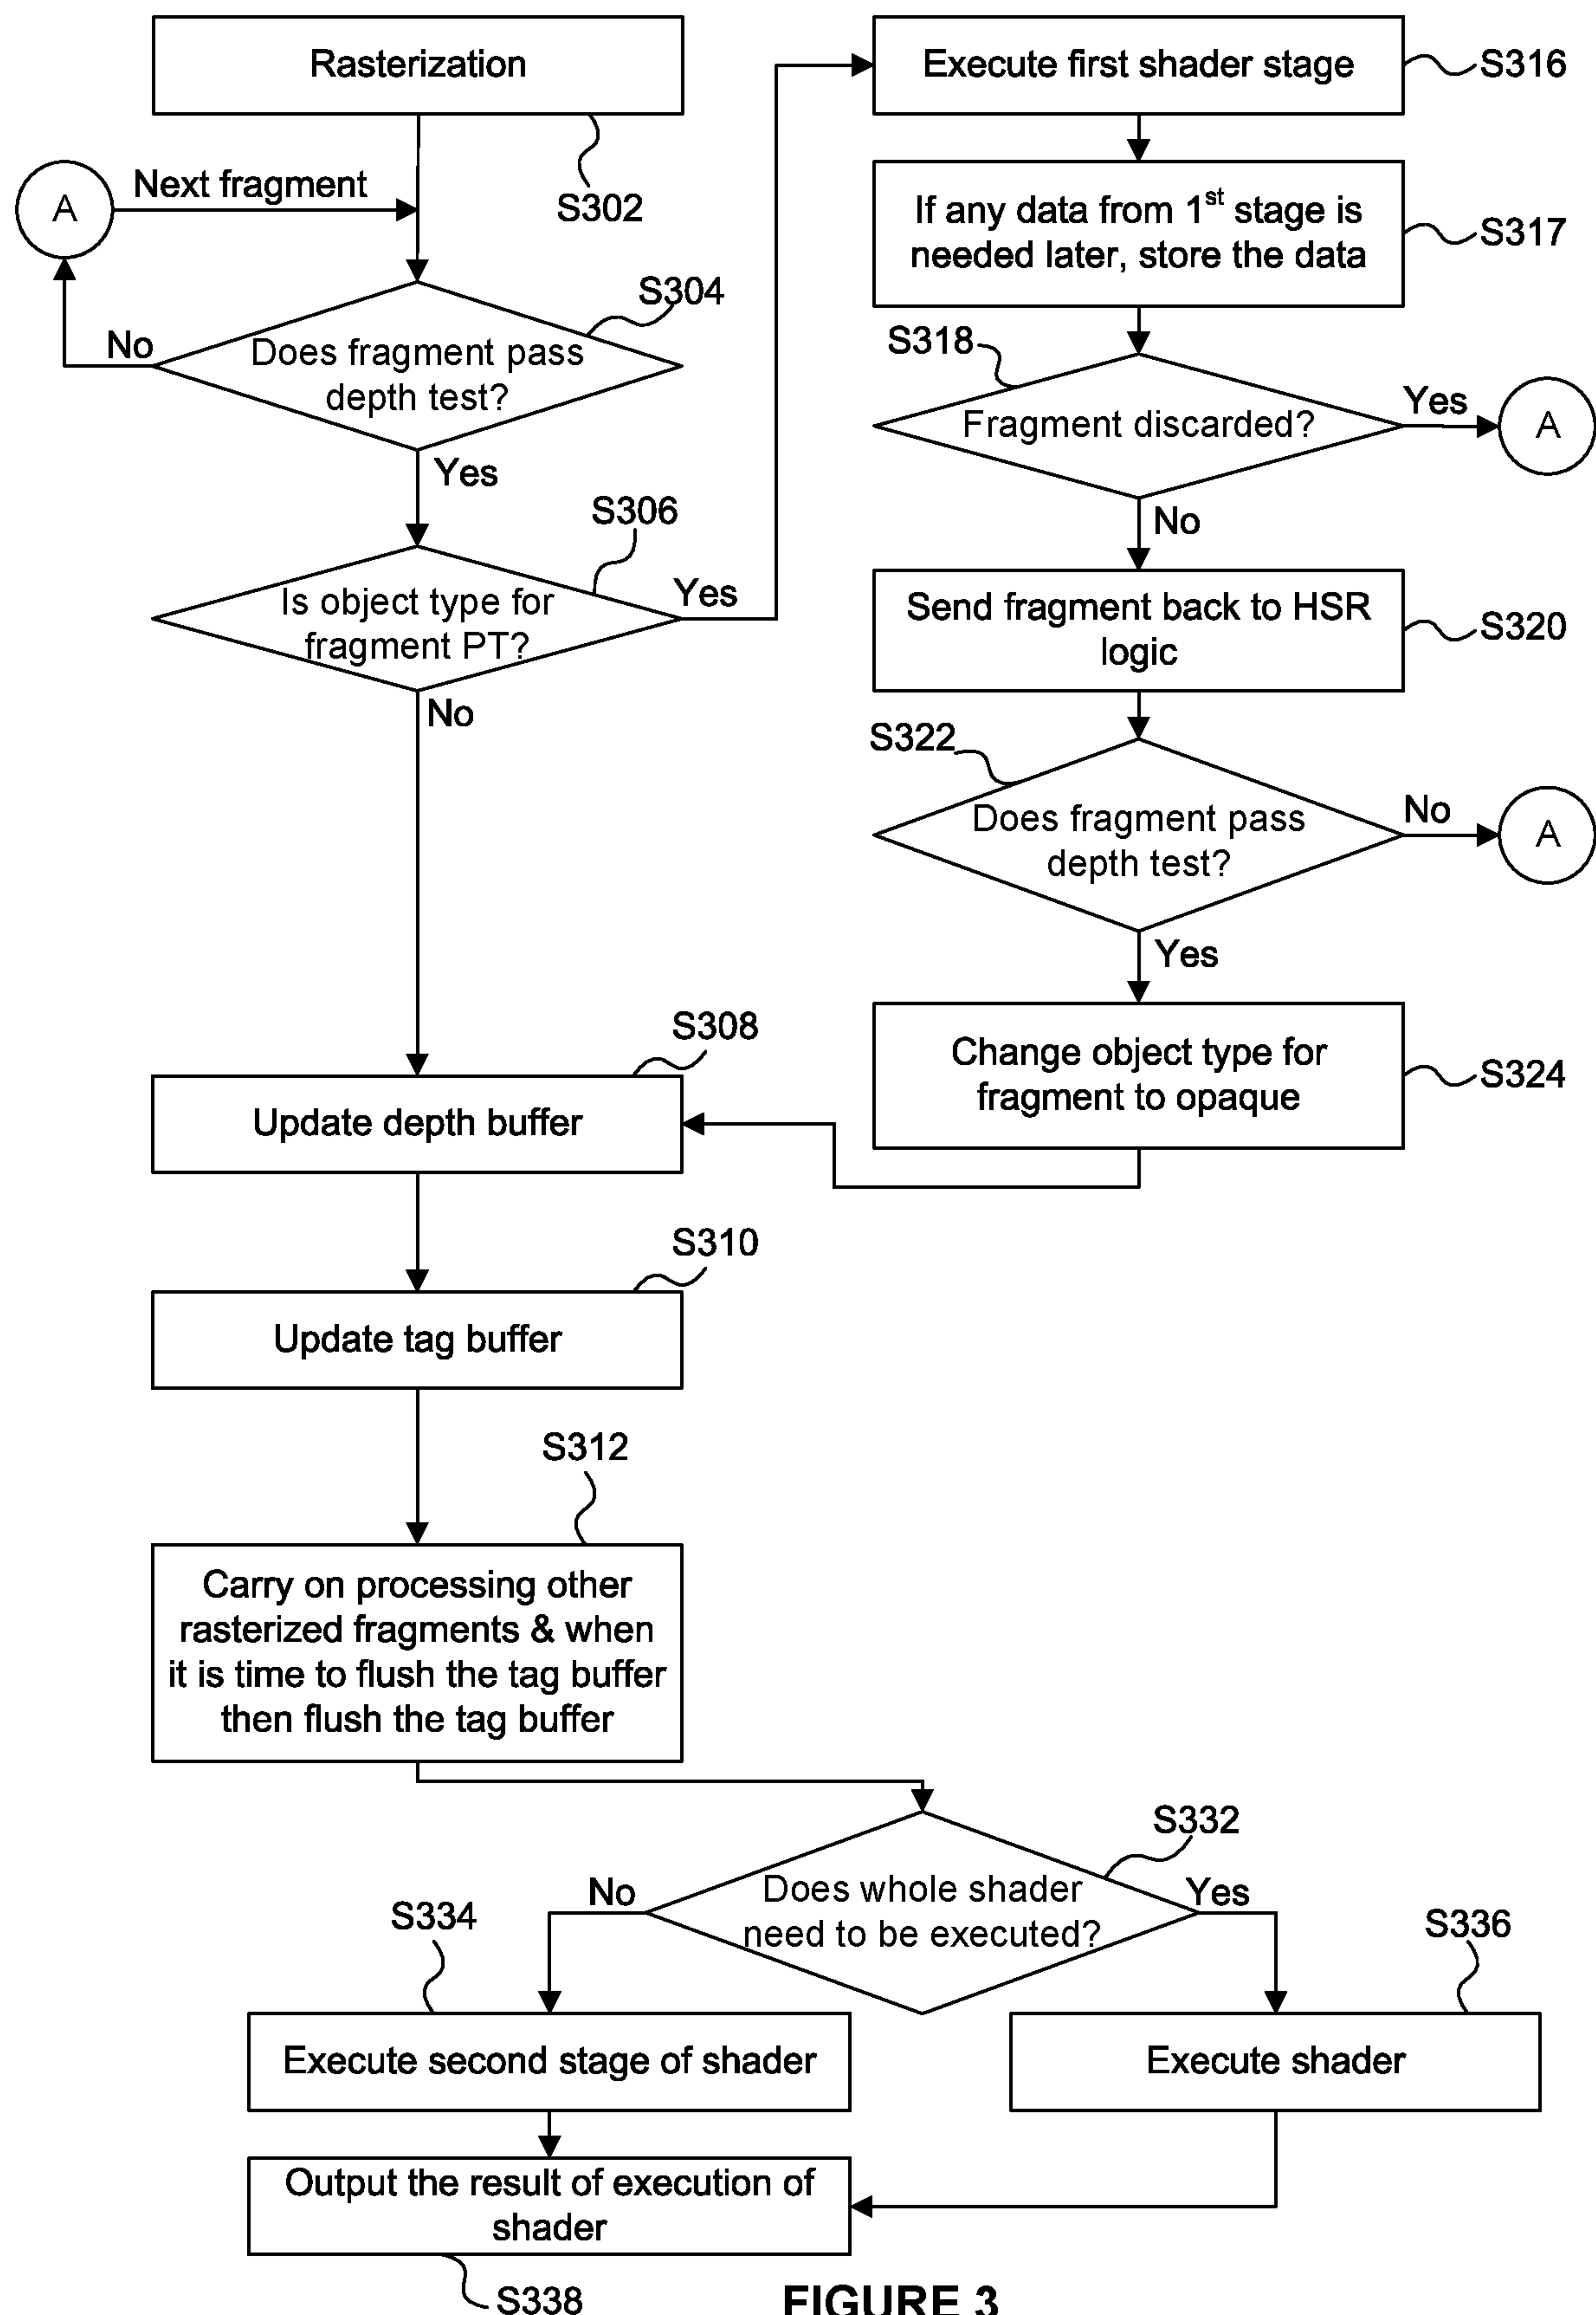 Rasterization
S302
A
Next fragment
S304
No
Does fragment pass
depth test?
Yes
S306
Is object type for
fragment PT?
Yes
No
Execute first shader stage
S316
If any data from 1st stage is
needed later, store the data
S317
S318
Fragment discarded?
Yes
A
No
Send fragment back to HSR
logic
S320
S322
Does fragment pass
depth test?
No
A
Yes
Change object type for
fragment to opaque
S324
S308
Update depth buffer
S310
Update tag buffer
S312
Carry on processing other
rasterized fragments & when
it is time to flush the tag buffer
then flush the tag buffer
S332
Does whole shader
need to be executed?
No
Yes
S334
Execute second stage of shader
S336
Execute shader
Output the result of execution of
shader
S338
FIGURE 3